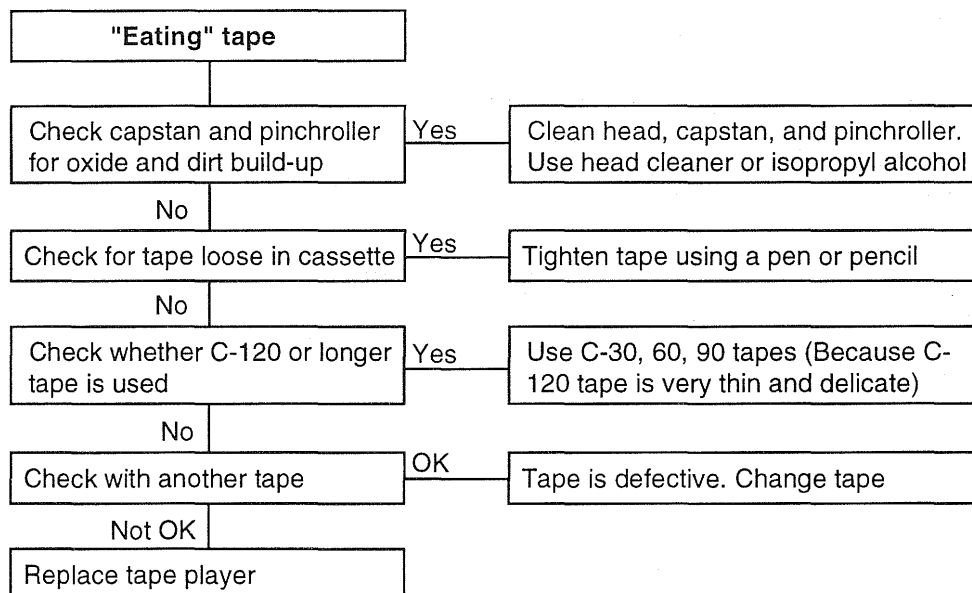 "Eating" tape
Check capstan and pinchroller
for oxide and dirt build-up
Yes
Clean head, capstan, and pinchroller.
Use head cleaner or isopropyl alcohol
No
Check for tape loose in cassette
Yes
Tighten tape using a pen or pencil
No
Check whether C-120 or longer
tape is used
Yes
Use C-30, 60, 90 tapes (Because C-
120 tape is very thin and delicate)
No
Check with another tape
OK
Tape is defective. Change tape
Not OK
Replace tape player